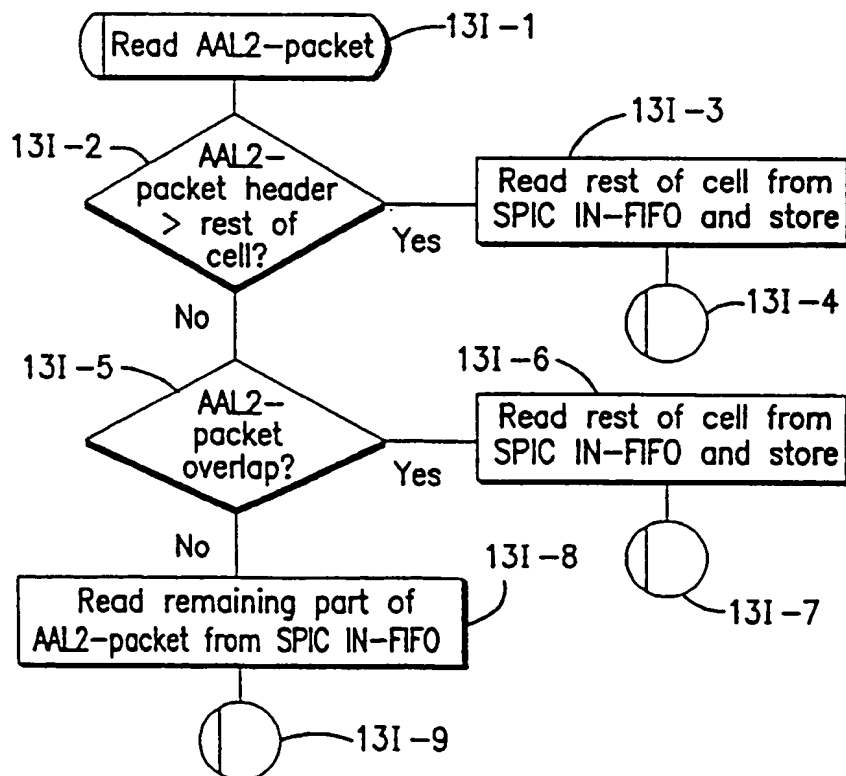 Read AAL2-packet
13I-1
13I-2
AAL2-
packet header
> rest of
cell?
Yes
No
13I-3
Read rest of cell from
SPIC IN-FIFO and store
13I-4
13I-5
AAL2-
packet
overlap?
Yes
No
13I-6
Read rest of cell from
SPIC IN-FIFO and store
13I-7
13I-8
Read remaining part of
AAL2-packet from SPIC IN-FIFO
13I-9